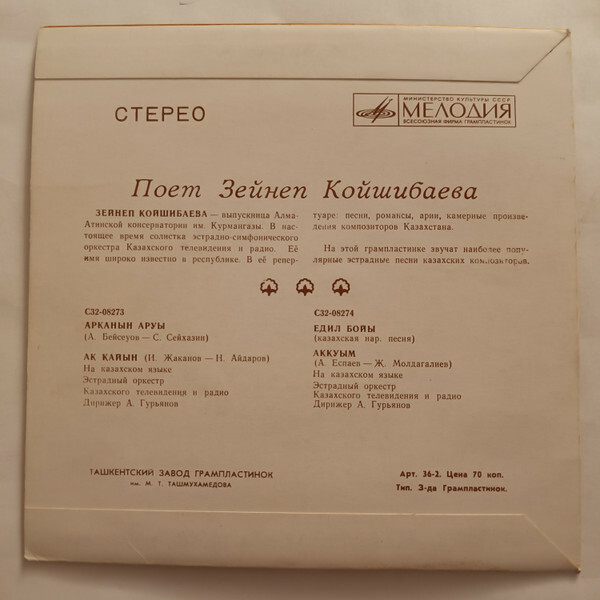 СТЕРЕО
МИНИСТЕРСТВО КУЛЬТУРЫ СССР
МЕЛОДИЯ
ВСЕСОЮЗНАЯ ФИРМА ГРАМПЛАСТИНОК
Поет Зейнеп Койшибаева
ЗЕЙНЕП КОЙШИБАЕВА — выпускница Алма-
Атинской консерватории им. Курмангазы. В нас-
тоящее время солистка эстрадно-симфонического
оркестра Казахского телевидения и радио. Её
имя широко известно в республике. В её репер-
туаре: песни, романсы, арии, камерные произве-
дения композиторов Казахстана.
На этой грампластинке звучат наиболее попу-
лярные эстрадные песни казахских композиторов.
С32-08273
АРКАНЫН АРУЫ
(А. Бейсеуов — С. Сейхазин)
АК КАЙЫН (И. Жаканов — Н. Айдаров)
На казахском языке
Эстрадный оркестр
Казахского телевидения и радио
Дирижер А. Гурьянов
С32-08274
ЕДИЛ БОЙЫ
(казахская нар. песня)
АККУЫМ
(А. Еспаев — Ж. Молдагалиев)
На казахском языке
Эстрадный оркестр
Казахского телевидения и радио
Дирижер А. Гурьянов
ТАШКЕНТСКИЙ ЗАВОД ГРАМПЛАСТИНОК
им. М. Т. ТАШМУХАМЕДОВА
Арт. 36-2. Цена 70 коп.
Тип. З-да Грампластинок.